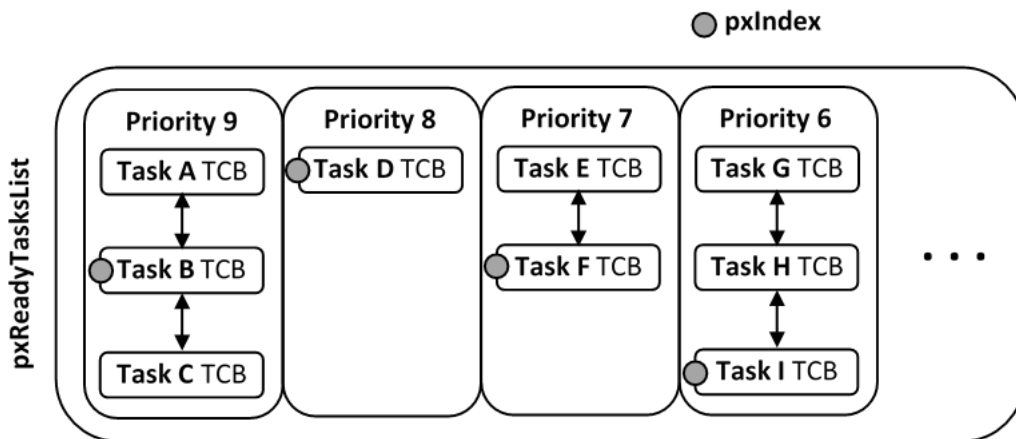 pxIndex
pxReadyTasksList
Priority 9
Task A TCB
Task B TCB
Task C TCB
Priority 8
Task D TCB
Priority 7
Task E TCB
Task F TCB
Priority 6
Task G TCB
Task H TCB
Task I TCB
...